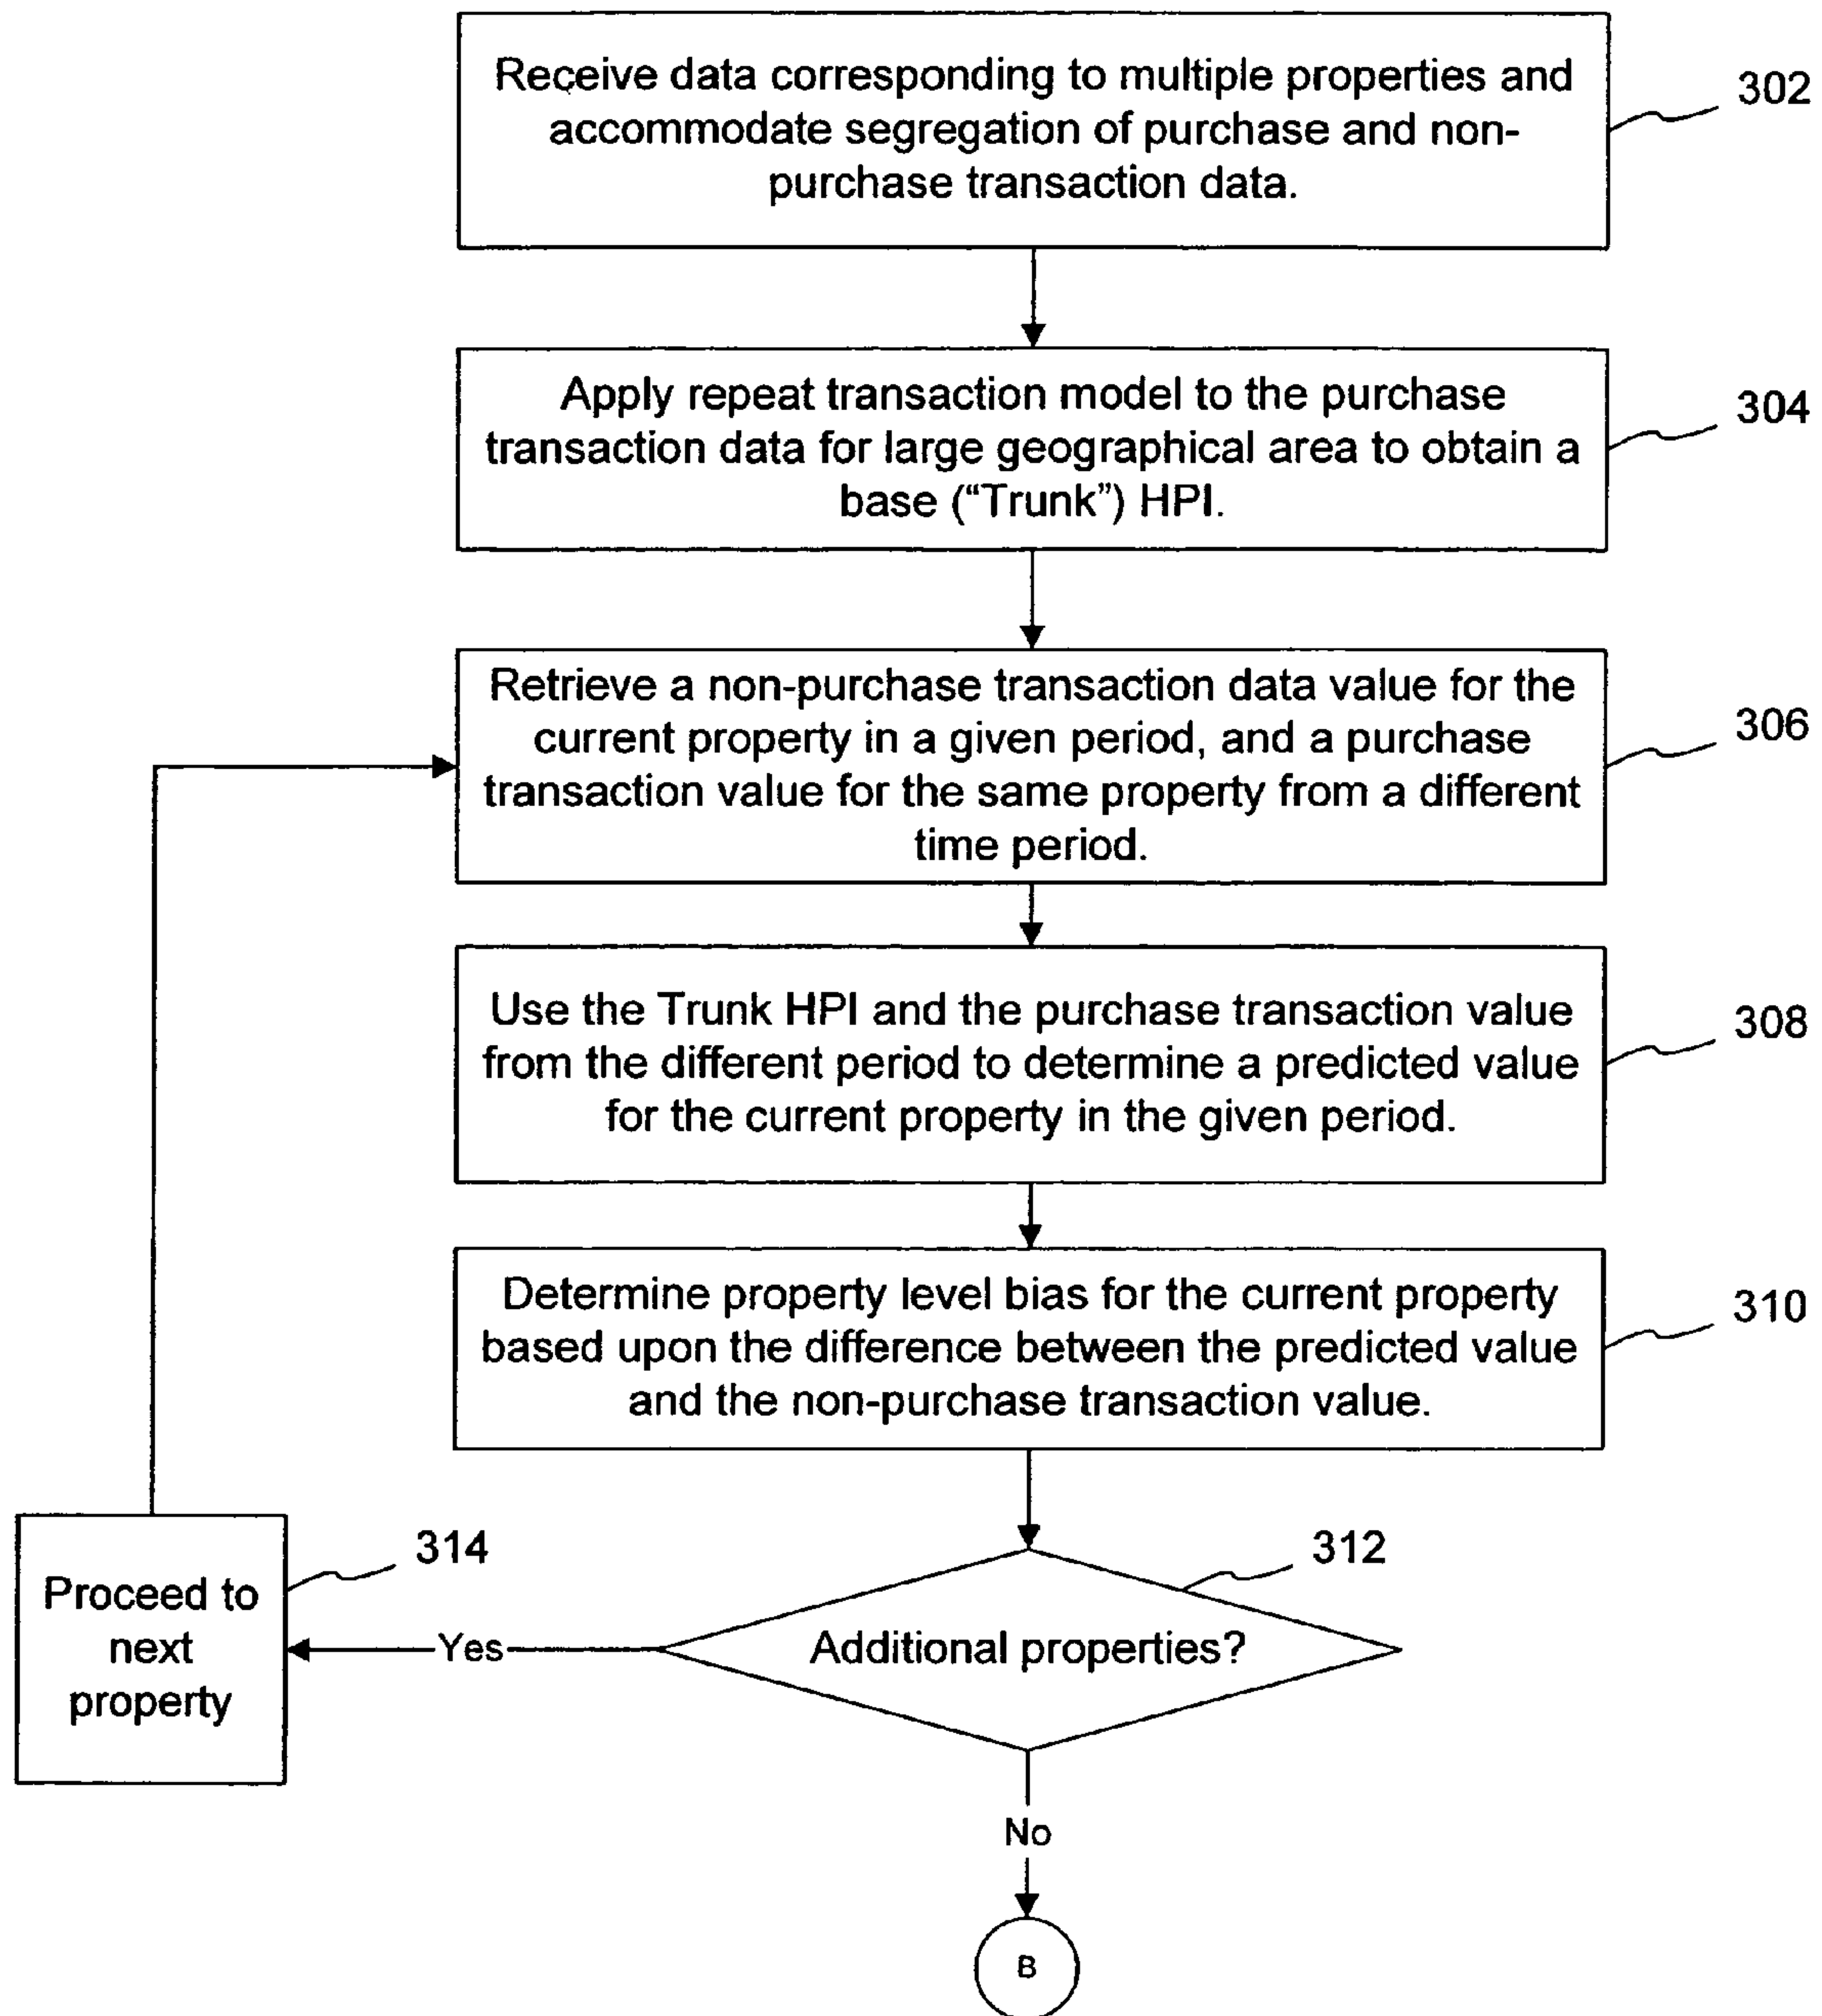 Receive data corresponding to multiple properties and
accommodate segregation of purchase and non-
purchase transaction data.
302
Apply repeat transaction model to the purchase
transaction data for large geographical area to obtain a
base (“Trunk”) HPI.
304
Retrieve a non-purchase transaction data value for the
current property in a given period, and a purchase
transaction value for the same property from a different
time period.
306
Use the Trunk HPI and the purchase transaction value
from the different period to determine a predicted value
for the current property in the given period.
308
Determine property level bias for the current property
based upon the difference between the predicted value
and the non-purchase transaction value.
310
Additional properties?
312
Yes
Proceed to
next
property
314
No
B